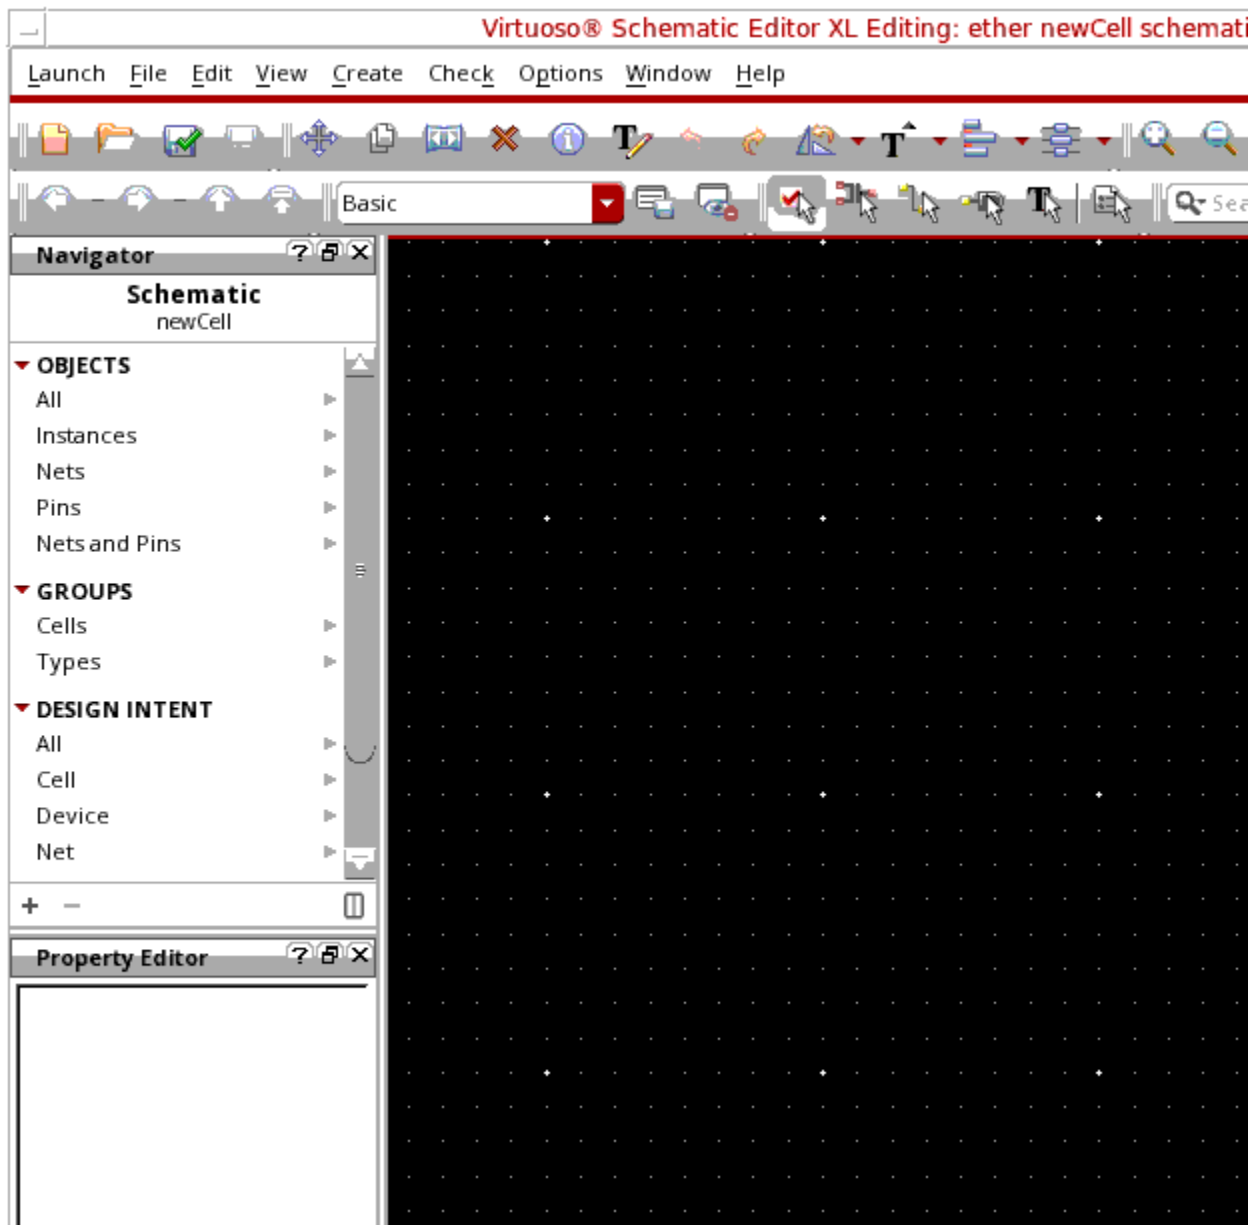 Virtuoso® Schematic Editor XL Editing: ether newCell schemati
Launch File Edit View Create Check Options Window Help
Basic
Sea
Navigator
Schematic
newCell
OBJECTS
All
Instances
Nets
Pins
Nets and Pins
GROUPS
Cells
Types
DESIGN INTENT
All
Cell
Device
Net
Property Editor